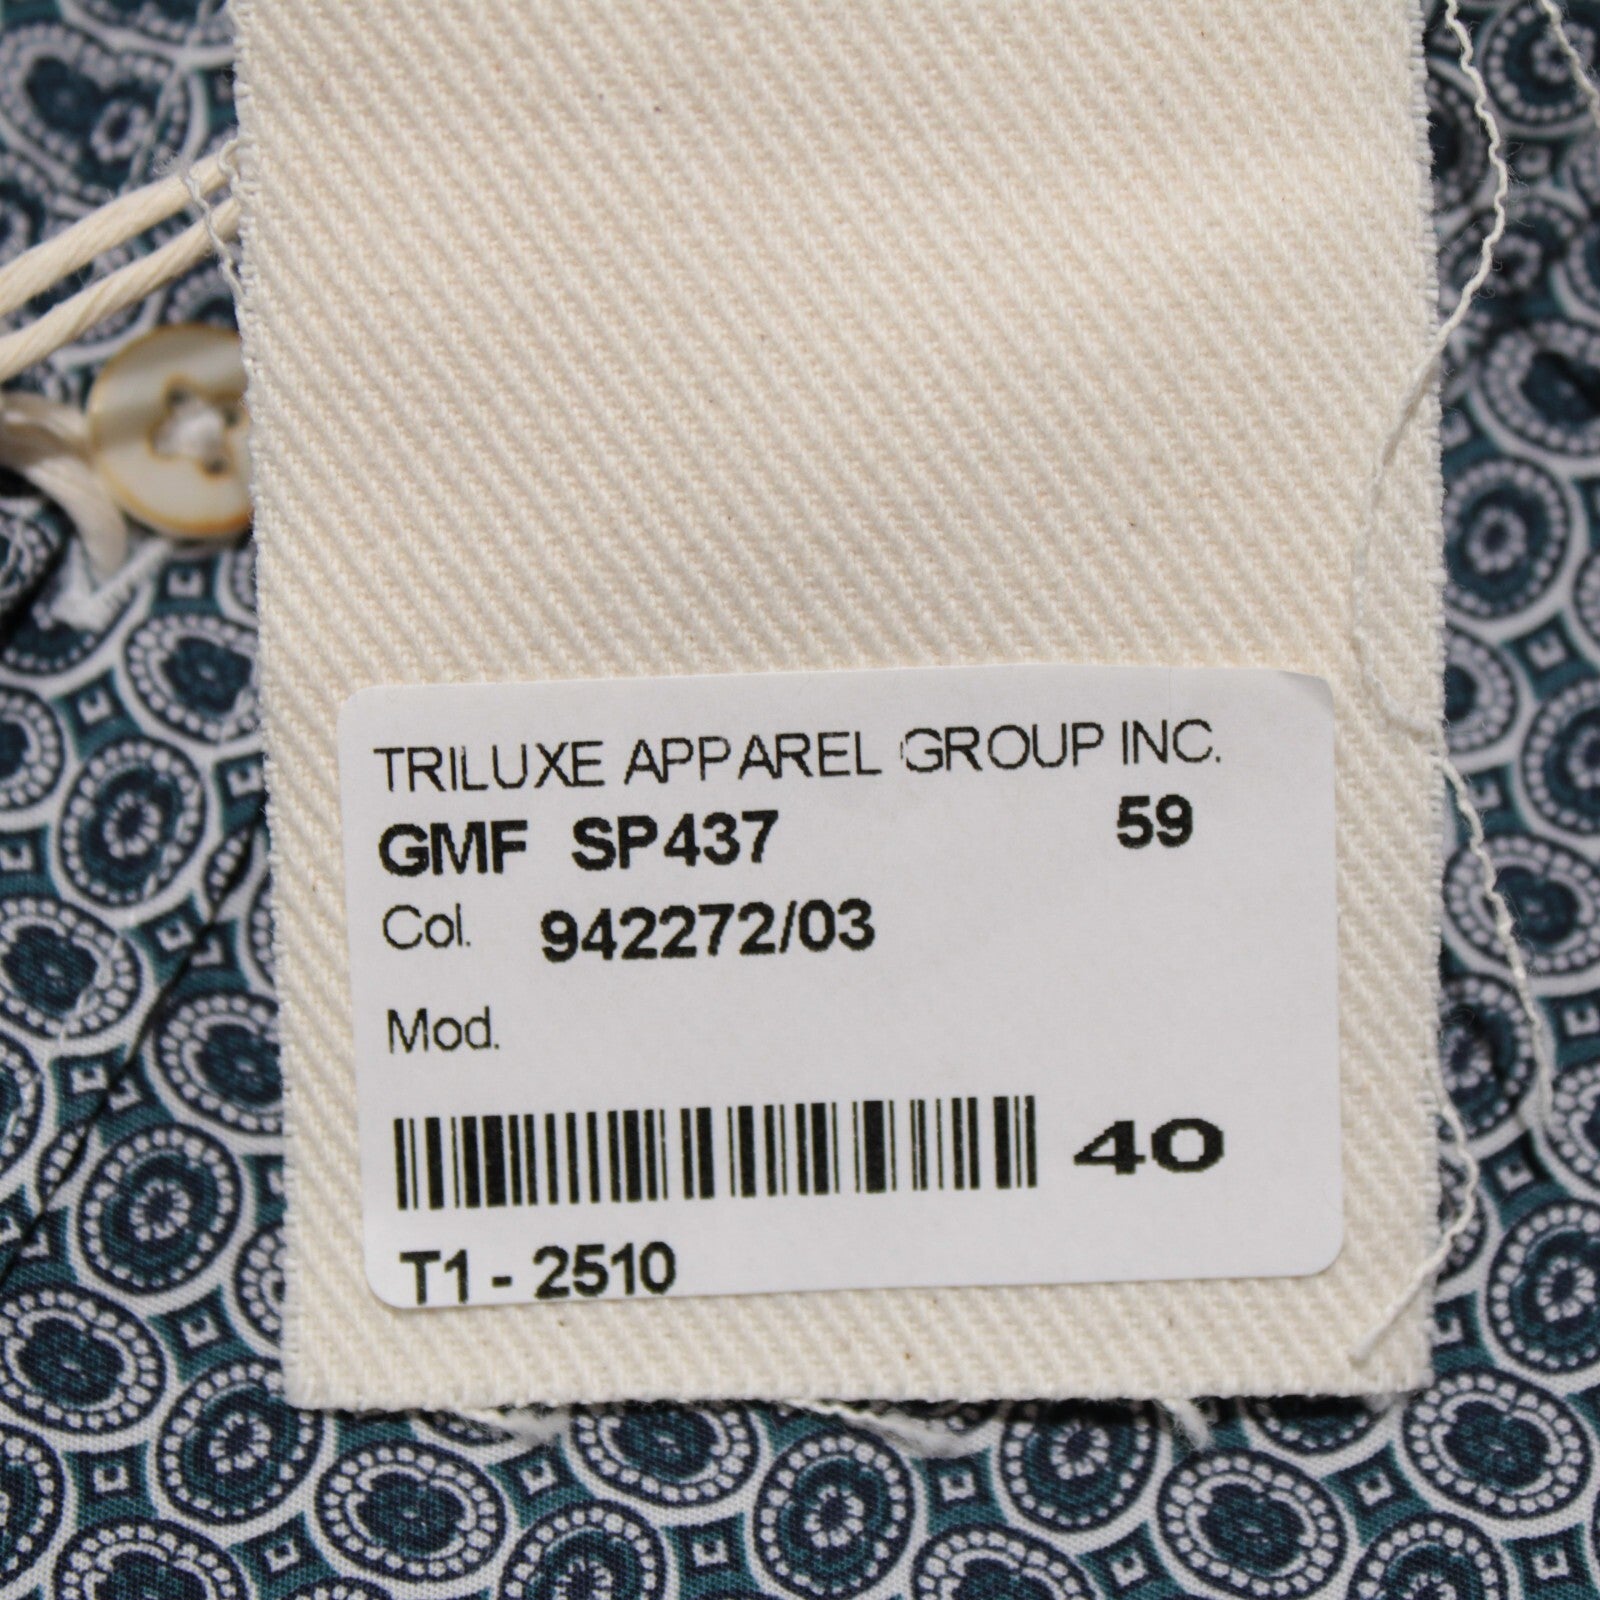 TRILUXE APPAREL GROUP INC.
GMF SP437 59
Col. 942272/03
Mod.
40
T1 - 2510